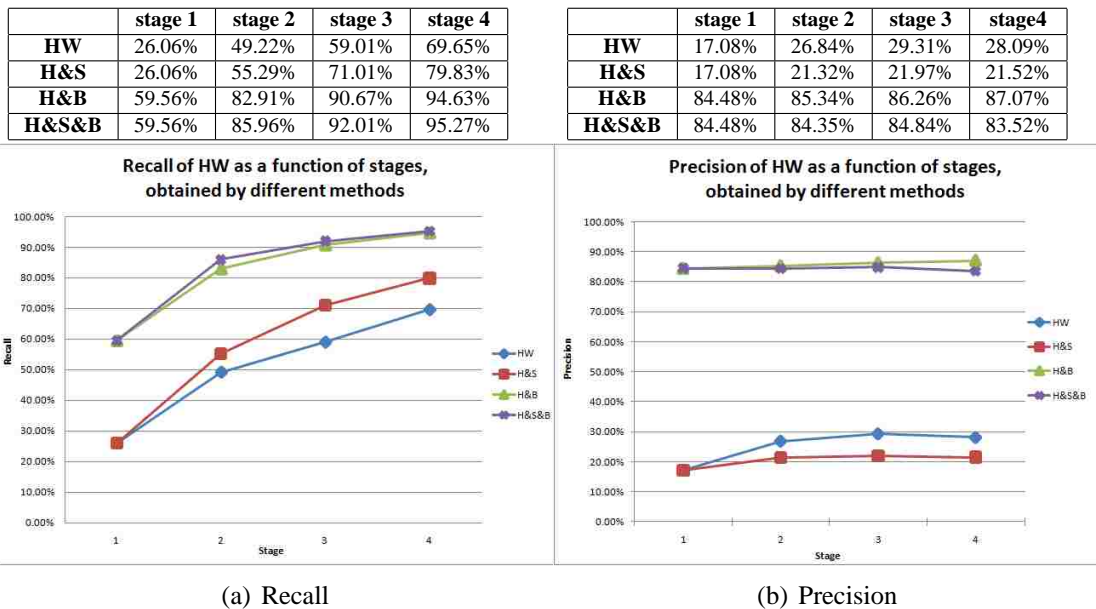 stage 1 stage 2 stage 3 stage 4
HW 26.06% 49.22% 59.01% 69.65%
H&S 26.06% 55.29% 71.01% 79.83%
H&B 59.56% 82.91% 90.67% 94.63%
H&S&B 59.56% 85.96% 92.01% 95.27%
stage 1 stage 2 stage 3 stage4
HW 17.08% 26.84% 29.31% 28.09%
H&S 17.08% 21.32% 21.97% 21.52%
H&B 84.48% 85.34% 86.26% 87.07%
H&S&B 84.48% 84.35% 84.84% 83.52%
Recall of HW as a function of stages,
obtained by different methods
100.00%
90.00%
80.00%
70.00%
60.00%
50.00%
40.00%
30.00%
20.00%
10.00%
0.00%
Recall
1 2 3 4
Stage
HW
H&S
H&B
H&S&B
Precision of HW as a function of stages,
obtained by different methods
100.00%
90.00%
80.00%
70.00%
60.00%
50.00%
40.00%
30.00%
20.00%
10.00%
0.00%
Precision
1 2 3 4
Stage
HW
H&S
H&B
H&S&B
(a) Recall
(b) Precision